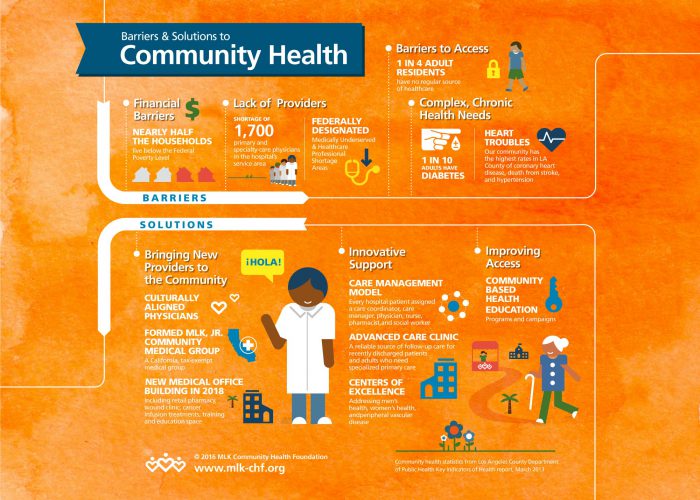 Barriers & Solutions to
Community Health
Barriers to Access
1 IN 4 ADULT
RESIDENTS
Have no regular source
of healthcare
Financial
Barriers
NEARLY HALF
THE HOUSEHOLDS
live Below the Federal
Poverty Level
Lack of Providers
SHORTAGE OF
1,700
primary and
specialty-care physicians
in the hospital's
service area
FEDERALLY
DESIGNATED
Medically Underserved
& Healthcare
Professional
Shortage
Areas
Complex, Chronic
Health Needs
1 IN 10
ADULTS HAVE
DIABETES
HEART
TROUBLES
Our community has
the highest rates in LA
County of coronary heart
disease, death from stroke,
and hypertension
BARRIERS
SOLUTIONS
Bringing New
Providers to
the Community
CULTURALLY
ALIGNED
PHYSICIANS
FORMED MLK, JR.
COMMUNITY
MEDICAL GROUP
A California, tax-exempt
medical group
NEW MEDICAL OFFICE
BUILDING IN 2018
Including retail pharmacy,
wound clinic, cancer
infusion treatments, training
and education space
¡HOLA!
Innovative
Support
CARE MANAGEMENT
MODEL
Every hospital patient assigned
a care coordinator, care
manager, physician, nurse,
pharmacist,and social worker
ADVANCED CARE CLINIC
A reliable source of follow-up care for
recently discharged patients
and adults who need
specialized primary care
CENTERS OF
EXCELLENCE
Addressing men's
health, women's health,
andperipheral vascular
disease
Improving
Access
COMMUNITY
BASED
HEALTH
EDUCATION
Programs and campaigns
© 2016 MLK Community Health Foundation
www.mlk-chf.org
Community health statistics from Los Angeles County Department
of Public Health Key Indicators of Health report, March 2013